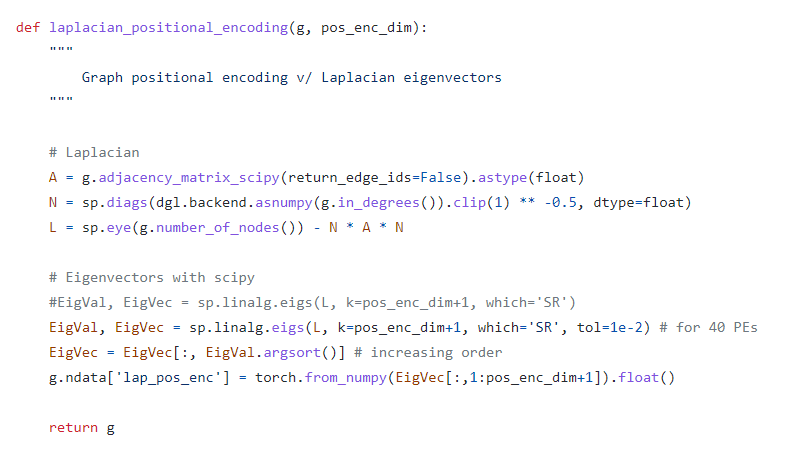 def laplacian_positional_encoding(g, pos_enc_dim):
    """
        Graph positional encoding v/ Laplacian eigenvectors
    """

    # Laplacian
    A = g.adjacency_matrix_scipy(return_edge_ids=False).astype(float)
    N = sp.diags(dgl.backend.asnumpy(g.in_degrees()).clip(1) ** -0.5, dtype=float)
    L = sp.eye(g.number_of_nodes()) - N * A * N

    # Eigenvectors with scipy
    #EigVal, EigVec = sp.linalg.eigs(L, k=pos_enc_dim+1, which='SR')
    EigVal, EigVec = sp.linalg.eigs(L, k=pos_enc_dim+1, which='SR', tol=1e-2) # for 40 PEs
    EigVec = EigVec[:, EigVal.argsort()] # increasing order
    g.ndata['lap_pos_enc'] = torch.from_numpy(EigVec[:,1:pos_enc_dim+1]).float()

    return g